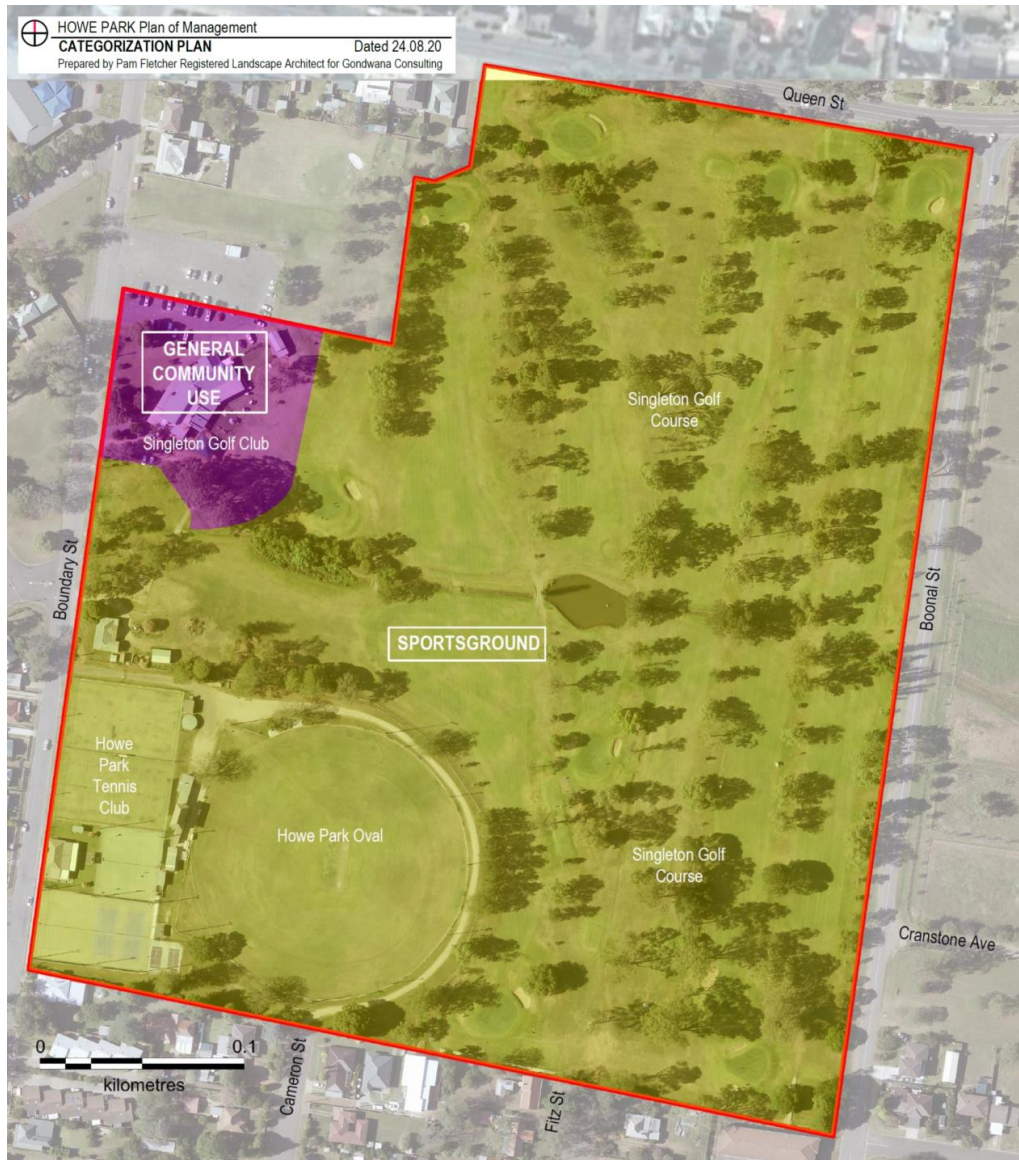 HOWE PARK Plan of Management
CATEGORIZATION PLAN Dated 24.08.20
Prepared by Pam Fletcher Registered Landscape Architect for Gondwana Consulting
Queen St
GENERAL
COMMUNITY
USE
Singleton Golf Club
Singleton Golf
Course
Boundary St
Boonal St
SPORTSGROUND
Howe
Park
Tennis
Club
Howe Park Oval
Singleton Golf
Course
Cranstone Ave
0 0.1
kilometres
Cameron St
Fitz St